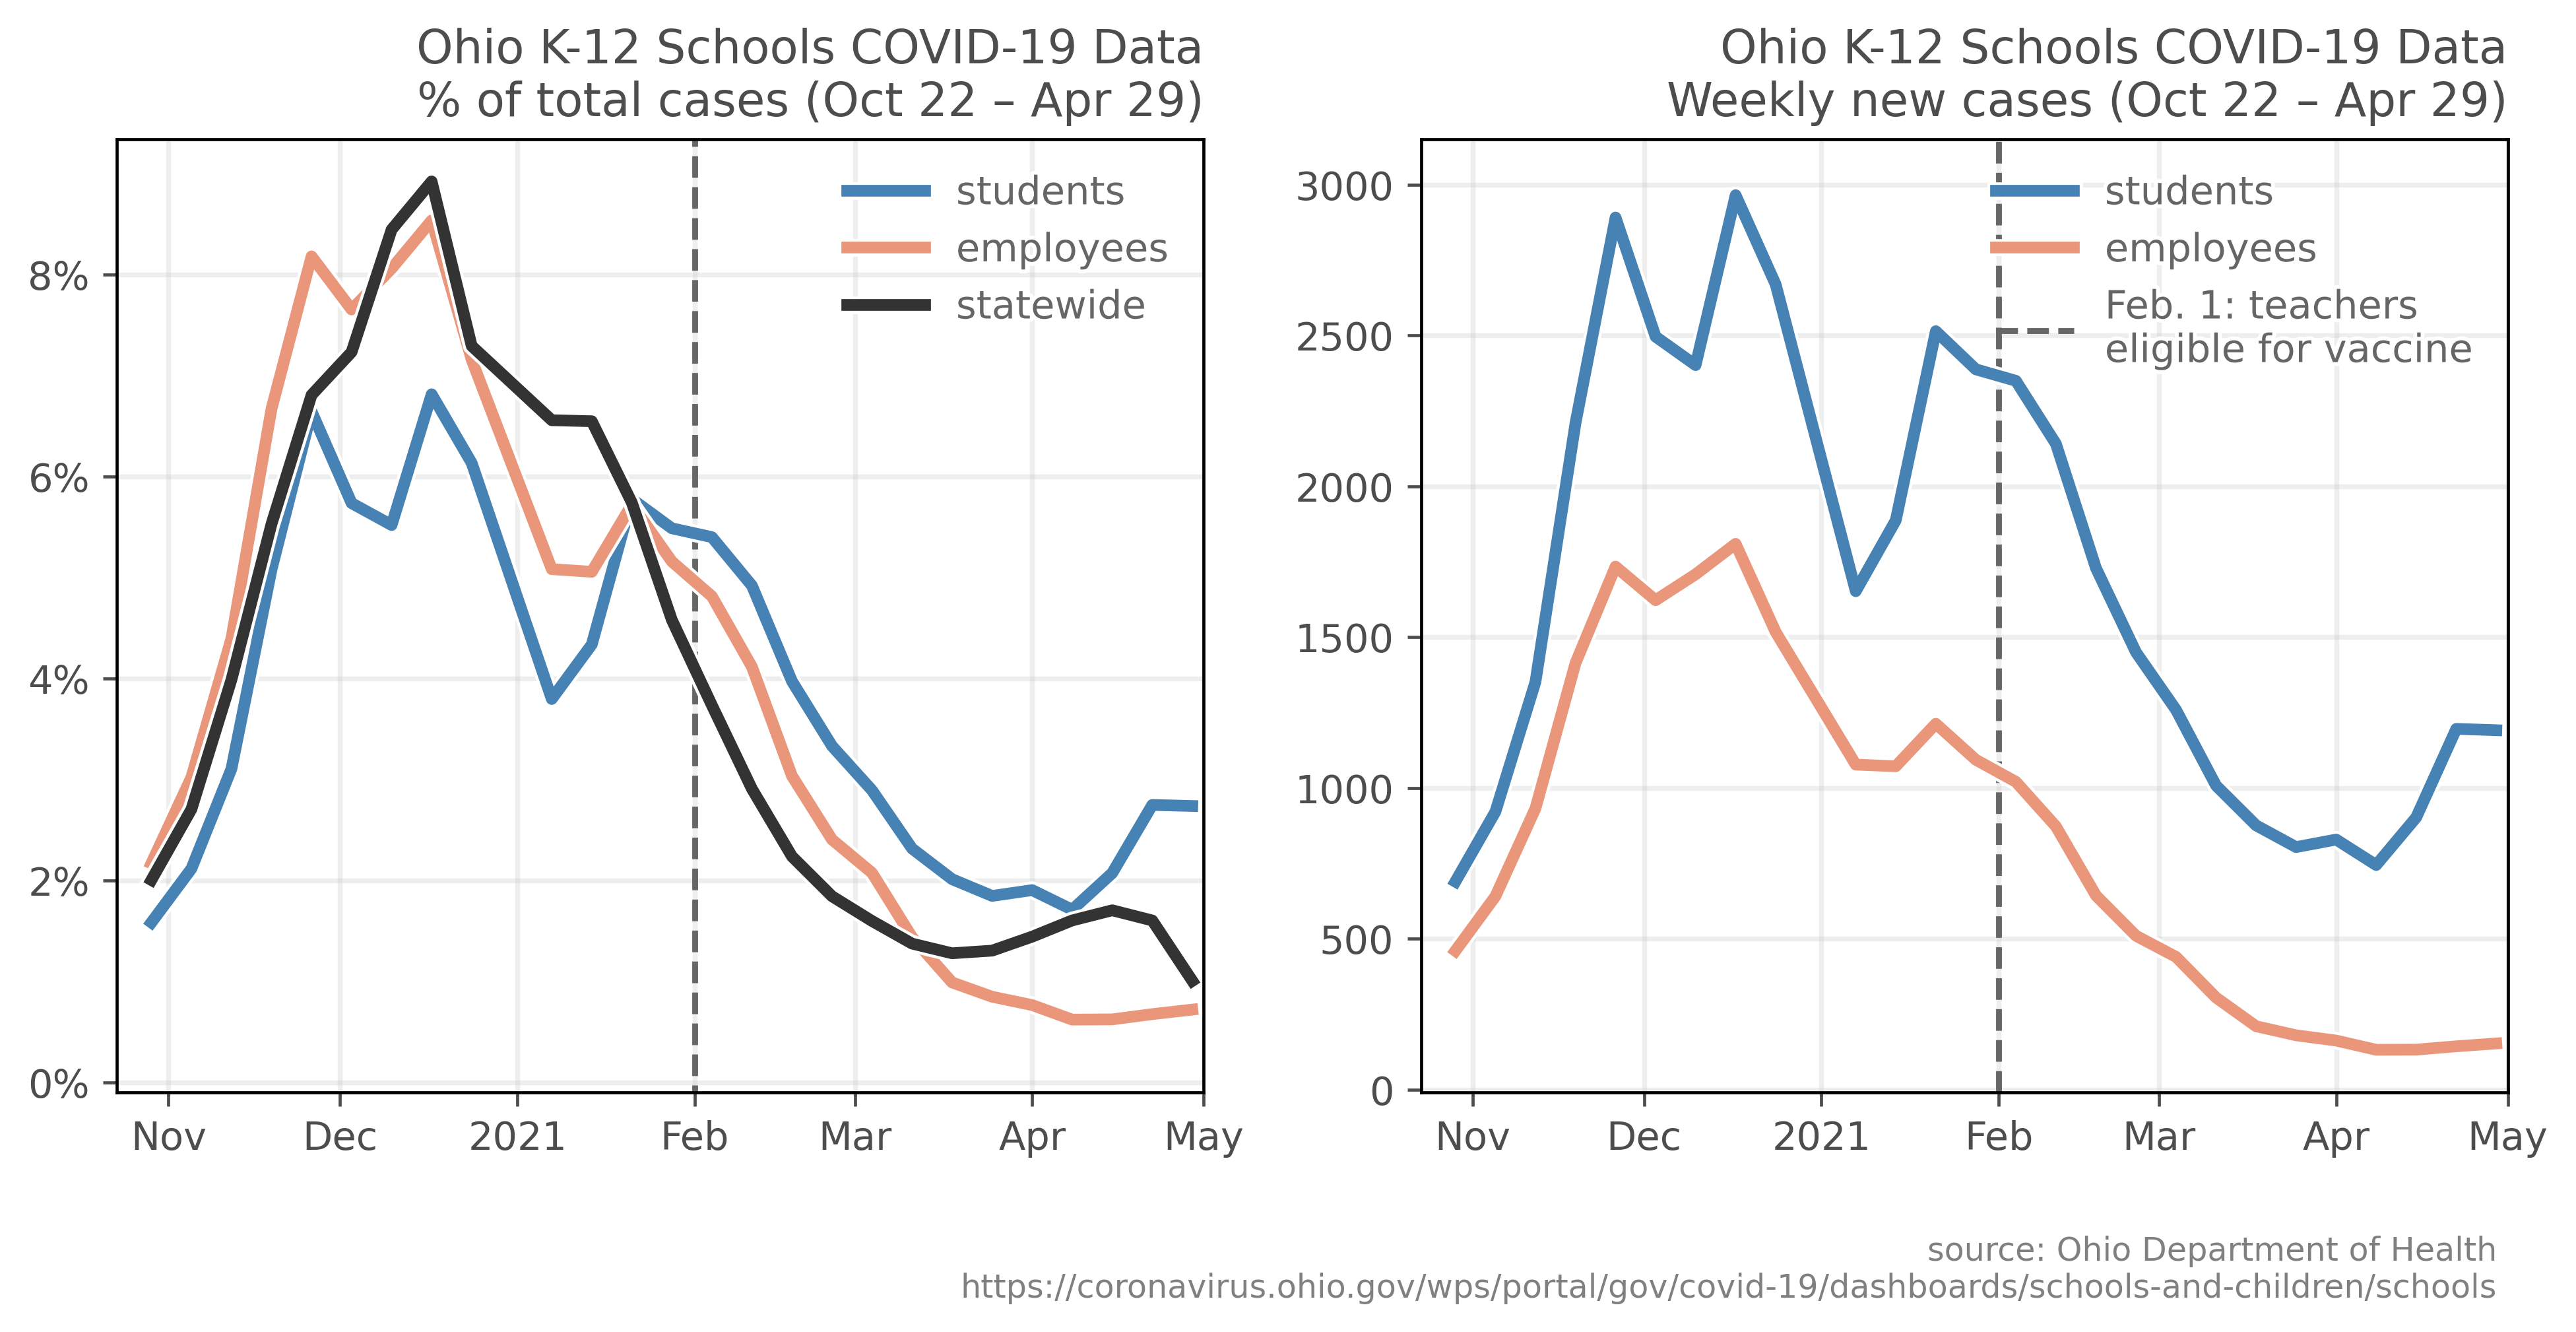 Ohio K-12 Schools COVID-19 Data
% of total cases (Oct 22 – Apr 29)
8%
6%
4%
2%
0%
students
employees
statewide
Nov Dec 2021 Feb Mar Apr May
Ohio K-12 Schools COVID-19 Data
Weekly new cases (Oct 22 – Apr 29)
3000
2500
2000
1500
1000
500
0
students
employees
Feb. 1: teachers
eligible for vaccine
Nov Dec 2021 Feb Mar Apr May
source: Ohio Department of Health
https://coronavirus.ohio.gov/wps/portal/gov/covid-19/dashboards/schools-and-children/schools